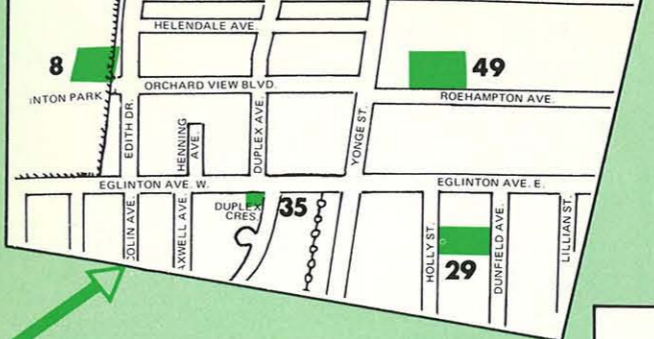 HELENDALE AVE.
8
49
INTON PARK
ORCHARD VIEW BLVD.
ROEHAMPTON AVE.
EDITH DR.
HENNING AVE.
DUPLEX AVE.
YONGE ST.
EGLINTON AVE. W.
EGLINTON AVE. E.
COLIN AVE.
AXWELL AVE.
DUPLEX
CRES.
35
HOLLY ST.
29
DUNFIELD AVE.
LILLIAN ST.